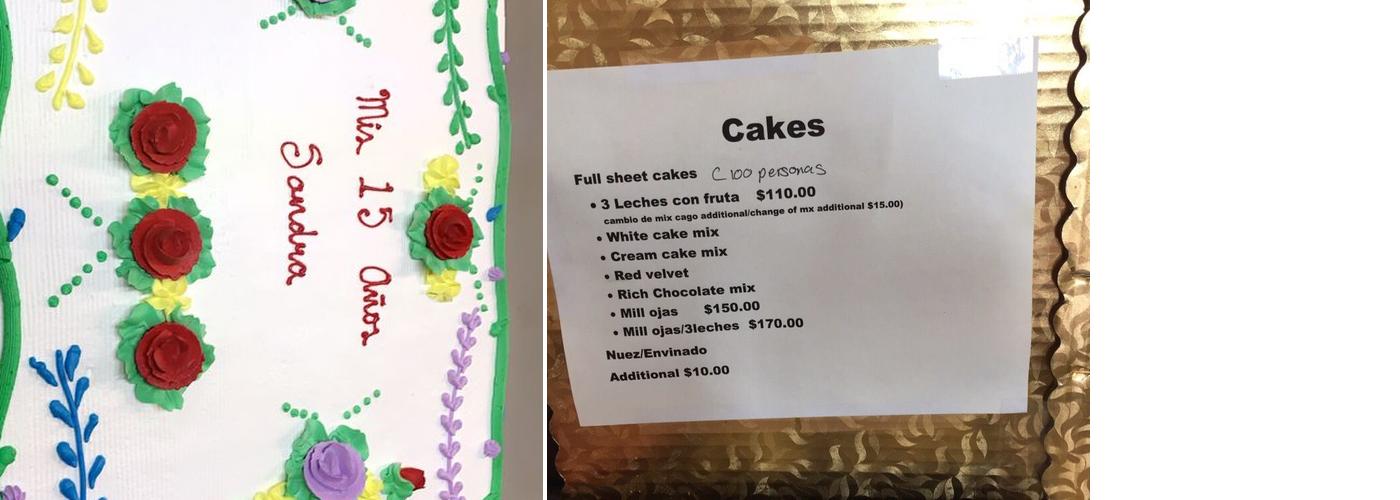 Mis 15 Años
Sandra
Cakes
Full sheet cakes C 100 personas
• 3 Leches con fruta $110.00
cambio de mix cago additional/change of mx additional $15.00)
• White cake mix
• Cream cake mix
• Red velvet
• Rich Chocolate mix
• Mill ojas $150.00
• Mill ojas/3leches $170.00
Nuez/Envinado
Additional $10.00